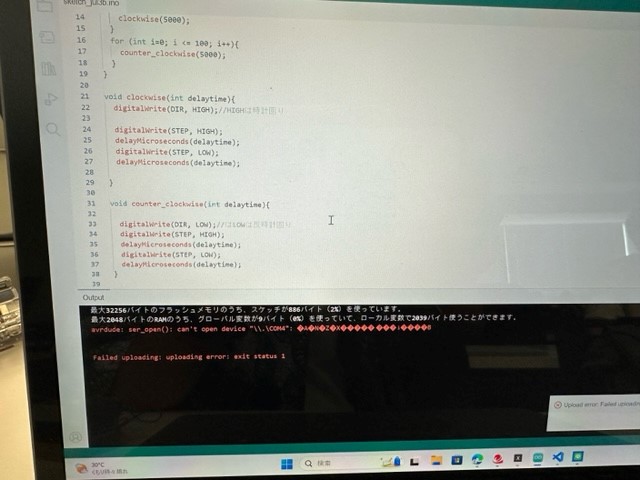 sketch_jul3b.ino
14 clockwise(5000);
15 }
16 for (int i=0; i <= 100; i++){
17 counter_clockwise(5000);
18 }
19 }
20
21 void clockwise(int delaytime){
22 digitalWrite(DIR, HIGH);//HIGHは時計回り
23
24 digitalWrite(STEP, HIGH);
25 delayMicroseconds(delaytime);
26 digitalWrite(STEP, LOW);
27 delayMicroseconds(delaytime);
28
29 }
30
31 void counter_clockwise(int delaytime){
32
33 digitalWrite(DIR, LOW);//はLOWは反時計回り
34 digitalWrite(STEP, HIGH);
35 delayMicroseconds(delaytime);
36 digitalWrite(STEP, LOW);
37 delayMicroseconds(delaytime);
38 }
39
Output
最大32256バイトのフラッシュメモリのうち、スケッチが886バイト(2%)を使っています。
最大2048バイトのRAMのうち、グローバル変数が9バイト(0%)を使っていて、ローカル変数で2039バイト使うことができます。
avrdude: ser_open(): can't open device "\\.\COM4": �A�N�Z�X����� ��� ۂ����B
Failed uploading: uploading error: exit status 1
Upload error: Failed uploadin
30°C
検索